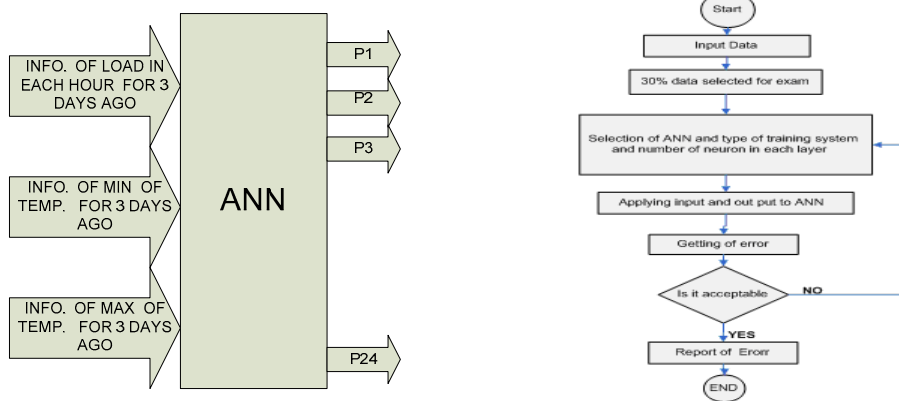 INFO. OF LOAD IN
EACH HOUR FOR 3
DAYS AGO
INFO. OF MIN OF
TEMP. FOR 3 DAYS
AGO
INFO. OF MAX OF
TEMP. FOR 3 DAYS
AGO
ANN
P1
P2
P3
P24
Start
Input Data
30% data selected for exam
Selection of ANN and type of training system
and number of neuron in each layer
Applying input and out put to ANN
Getting of error
Is it acceptable
NO
YES
Report of Erorr
END